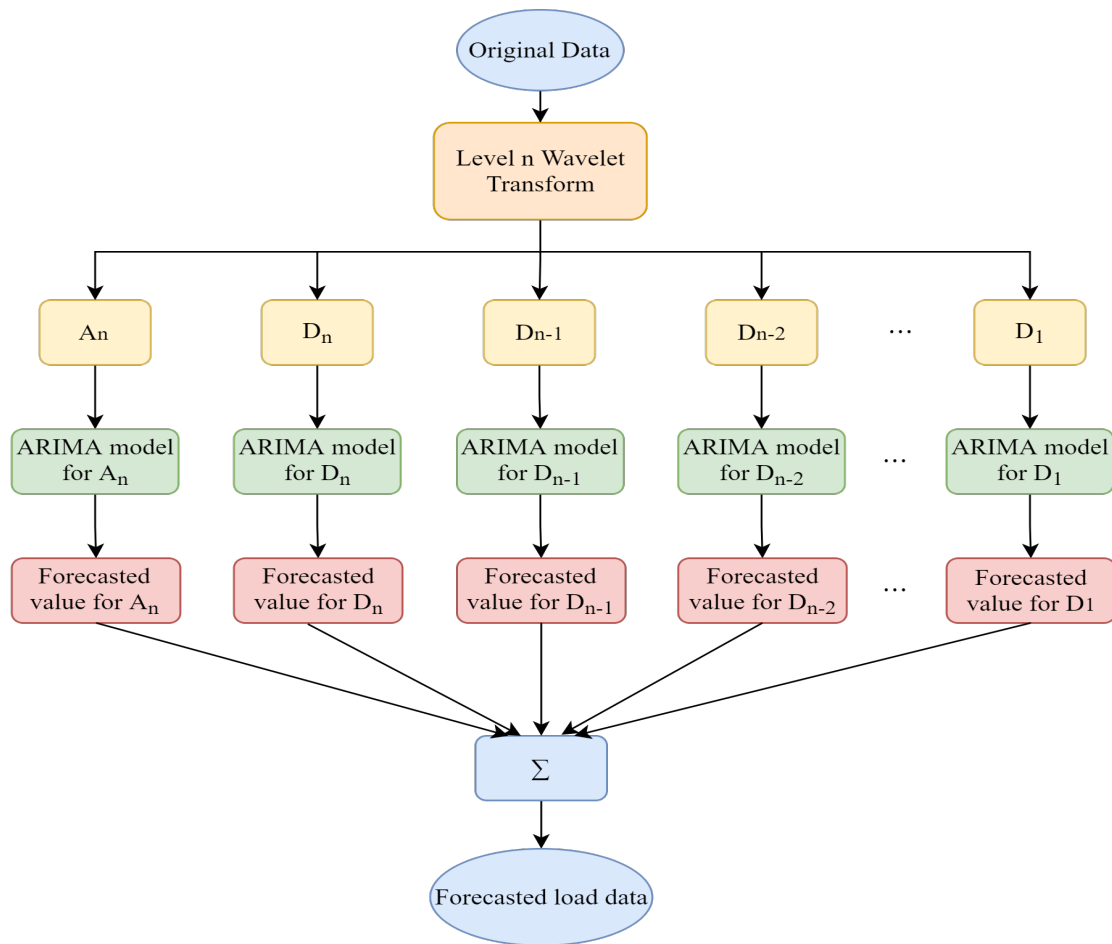 Original Data
Level n Wavelet
Transform
An
Dn
Dn-1
Dn-2
...
D1
ARIMA model
for An
ARIMA model
for Dn
ARIMA model
for Dn-1
ARIMA model
for Dn-2
...
ARIMA model
for D1
Forecasted
value for An
Forecasted
value for Dn
Forecasted
value for Dn-1
Forecasted
value for Dn-2
...
Forecasted
value for D1
Σ
Forecasted load data